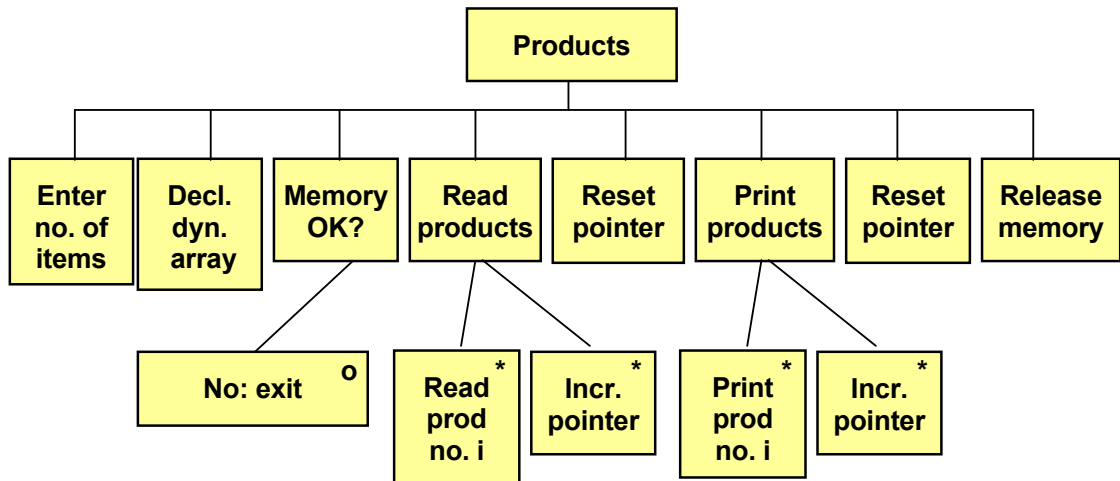 Products
Enter
no. of
items
Decl.
dyn.
array
Memory
OK?
Read
products
Reset
pointer
Print
products
Reset
pointer
Release
memory
No: exit o
Read *
prod
no. i
Incr. *
pointer
Print *
prod
no. i
Incr. *
pointer